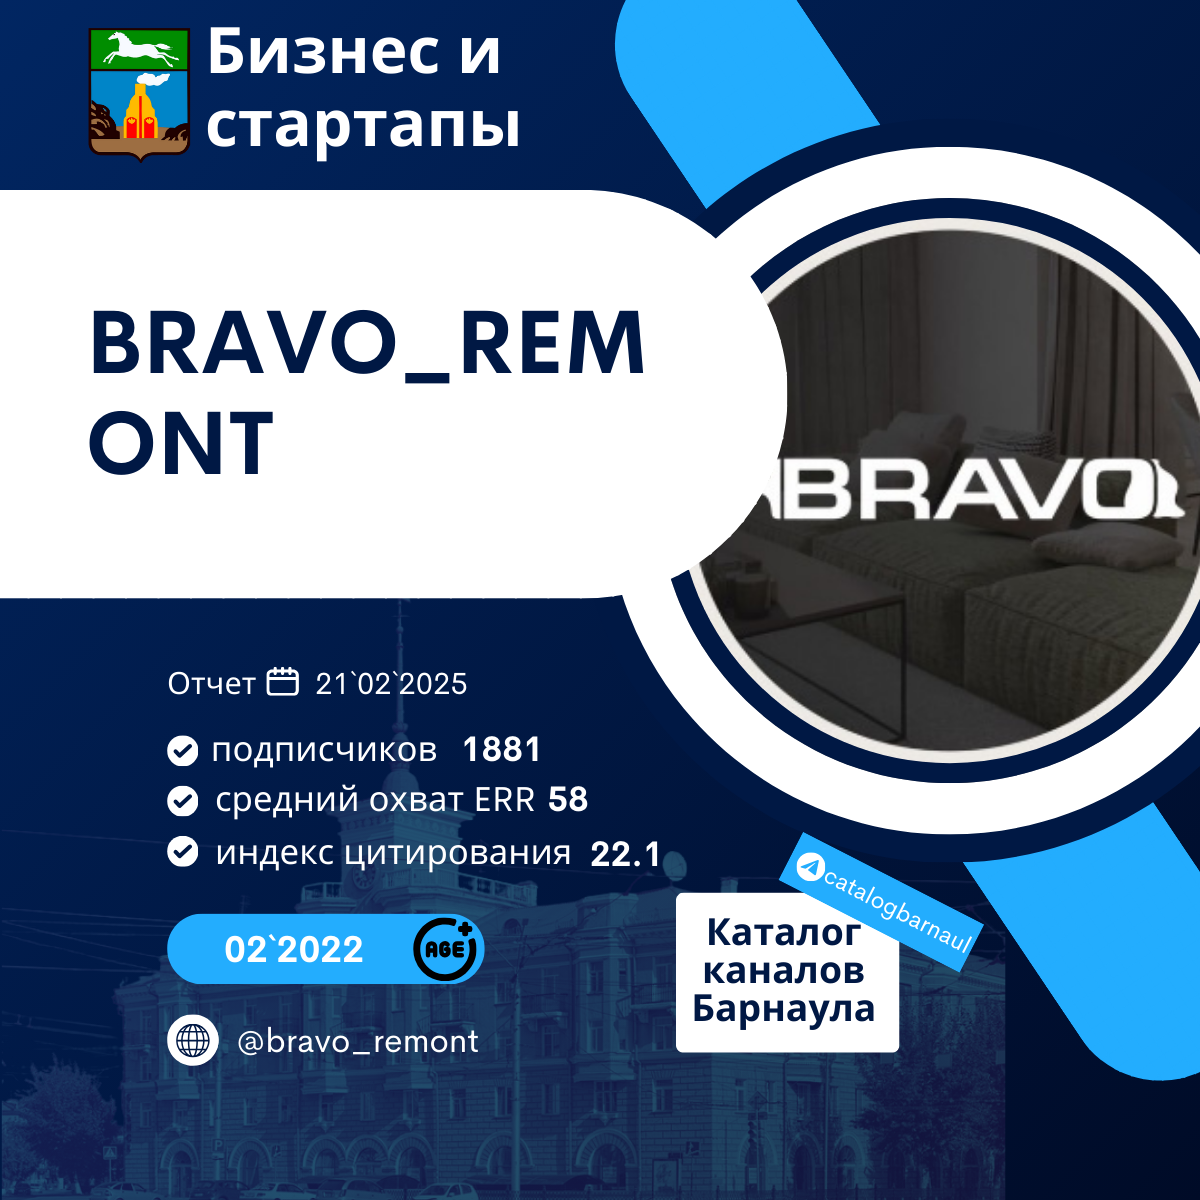 Бизнес и
стартапы
BRAVO_REM
ONT
BRAVO
Отчет 21`02`2025
подписчиков 1881
средний охват ERR 58
индекс цитирования 22.1
02`2022
AGE+
@bravo_remont
catalogbarnaul
Каталог
каналов
Барнаула